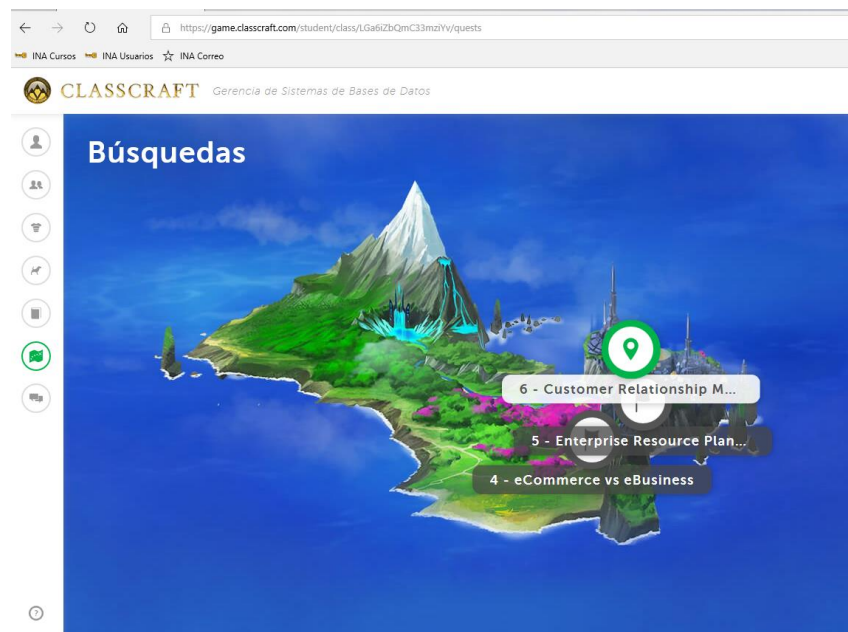 https://game.classcraft.com/student/class/LGa6iZbQmC33mziYv/quests
INA Cursos INA Usuarios INA Correo
CLASSCRAFT Gerencia de Sistemas de Bases de Datos
Búsquedas
6 - Customer Relationship M...
5 - Enterprise Resource Plan...
4 - eCommerce vs eBusiness
?